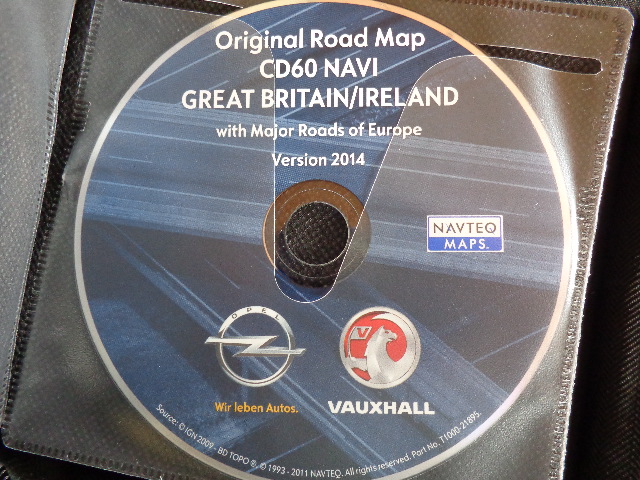 Original Road Map
CD60 NAVI
GREAT BRITAIN/IRELAND
with Major Roads of Europe
Version 2014
NAVTEQ
MAPS.
OPEL
Wir leben Autos.
V
VAUXHALL
Source: © IGN 2009 - BD TOPO ®, © 1993 - 2011 NAVTEQ. All rights reserved. Part No. T1000-21895.